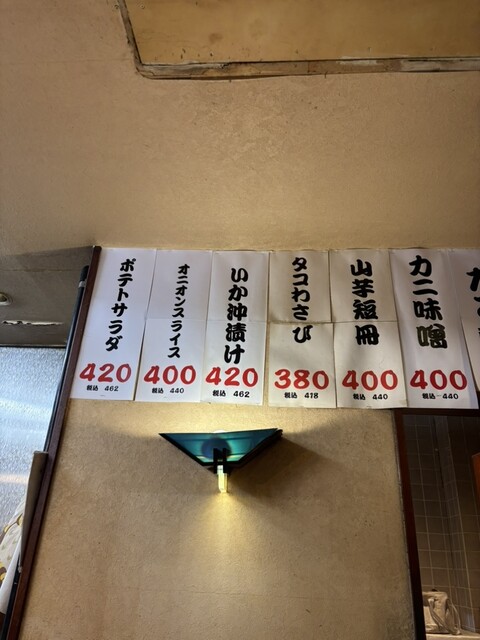 ポテトサラダ
420
税込 462
オニオンスライス
400
税込 440
いか沖漬け
420
税込 462
タコわさび
380
税込 418
山芋短冊
400
税込 440
カニ味噌
400
税込 440